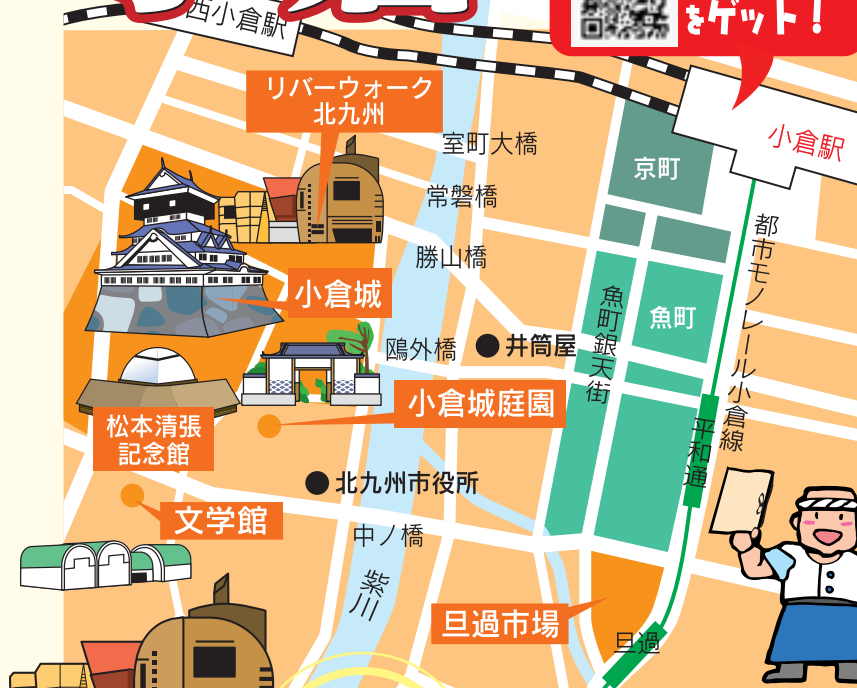 西小倉駅
をゲット!
リバーウォーク
北九州
室町大橋
小倉駅
京町
常磐橋
都市モノレール小倉線
勝山橋
小倉城
魚町銀天街
魚町
鴎外橋
井筒屋
小倉城庭園
松本清張
記念館
平和通
北九州市役所
文学館
中ノ橋
紫川
旦過市場
旦過